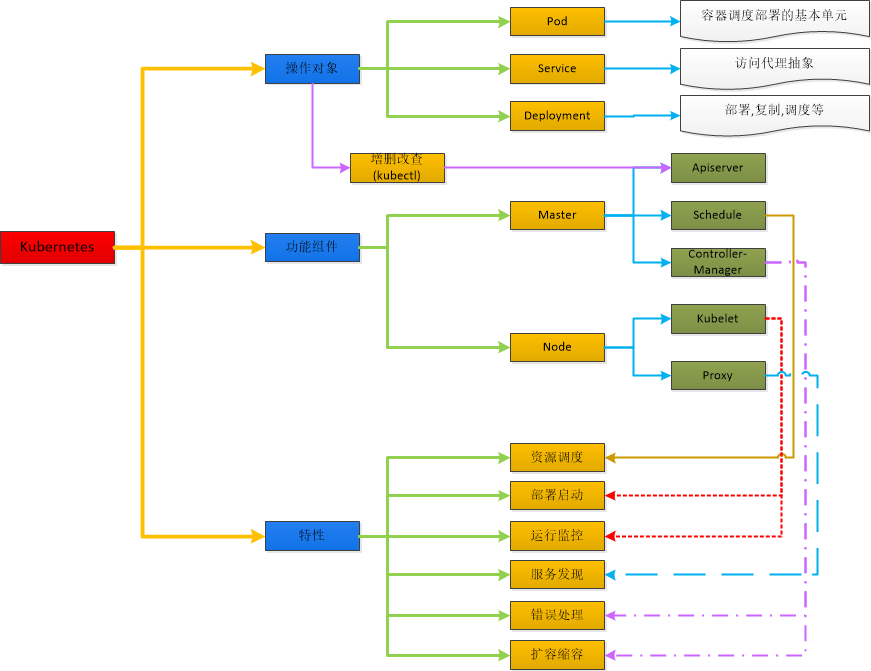 Pod
容器调度部署的基本单元
操作对象
Service
访问代理抽象
Deployment
部署,复制,调度等
增删改查
(kubectl)
Apiserver
Master
Schedule
Kubernetes
功能组件
Controller-
Manager
Kubelet
Node
Proxy
资源调度
部署启动
特性
运行监控
服务发现
错误处理
扩容缩容